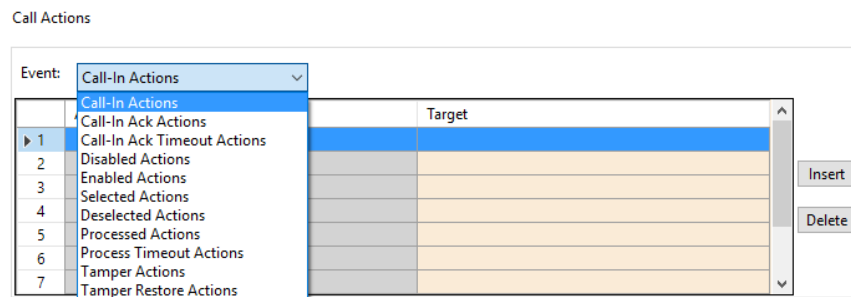 Call Actions
Event: Call-In Actions
Target
Call-In Actions
Call-In Ack Actions
Call-In Ack Timeout Actions
Disabled Actions
Enabled Actions
Selected Actions
Deselected Actions
Processed Actions
Process Timeout Actions
Tamper Actions
Tamper Restore Actions
1
2
3
4
5
6
7
Insert
Delete